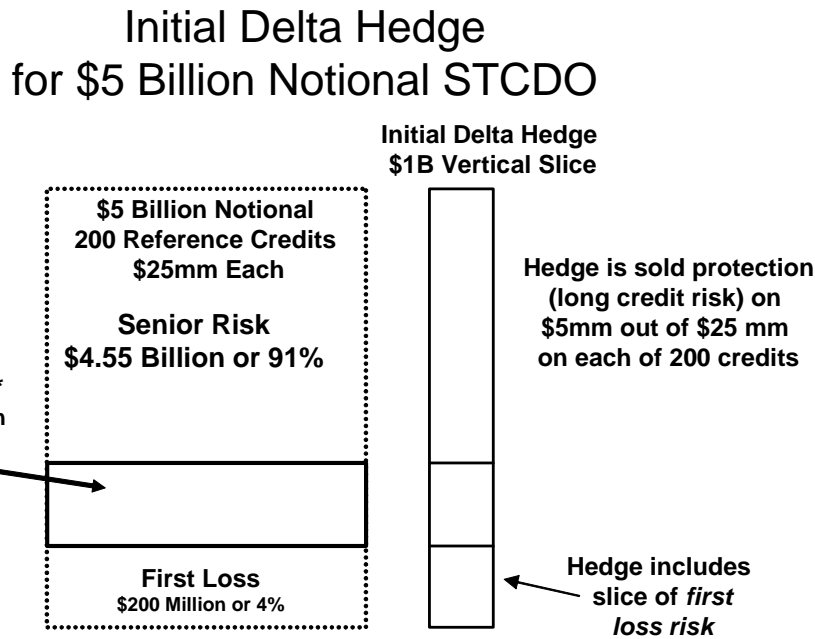 Initial Delta Hedge
for $5 Billion Notional STCDO
Initial Delta Hedge
$1B Vertical Slice
$5 Billion Notional
200 Reference Credits
$25mm Each
Senior Risk
$4.55 Billion or 91%
Hedge is sold protection
(long credit risk) on
$5mm out of $25 mm
on each of 200 credits
First Loss
$200 Million or 4%
Hedge includes
slice of first
loss risk